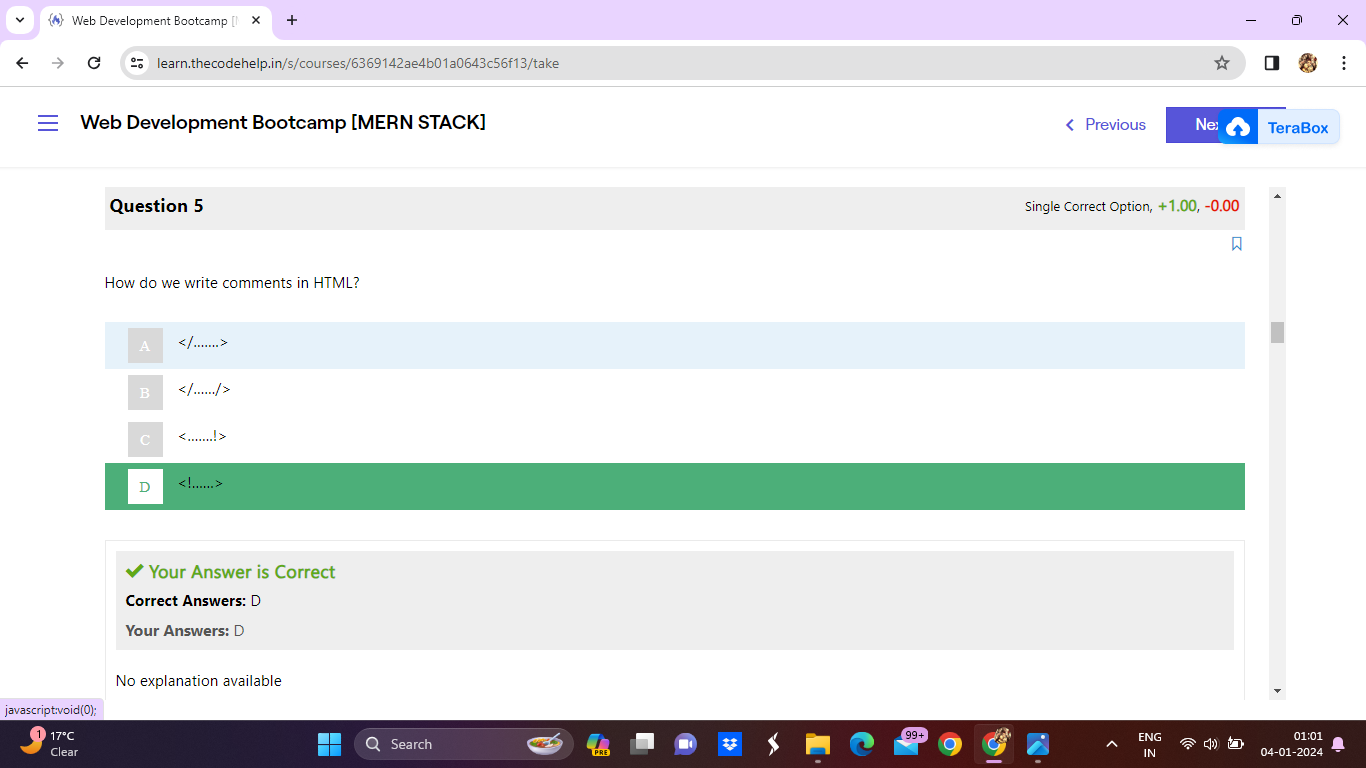 Web Development Bootcamp [
learn.thecodehelp.in/s/courses/6369142ae4b01a0643c56f13/take
Web Development Bootcamp [MERN STACK]
Previous
Nex
TeraBox
Question 5
Single Correct Option, +1.00, -0.00
How do we write comments in HTML?
A </.......>
B </....../>
C <.......!>
D <!......>
Your Answer is Correct
Correct Answers: D
Your Answers: D
No explanation available
javascript:void(0);
1
17°C
Clear
Search
PRE
99+
ENG
IN
01:01
04-01-2024